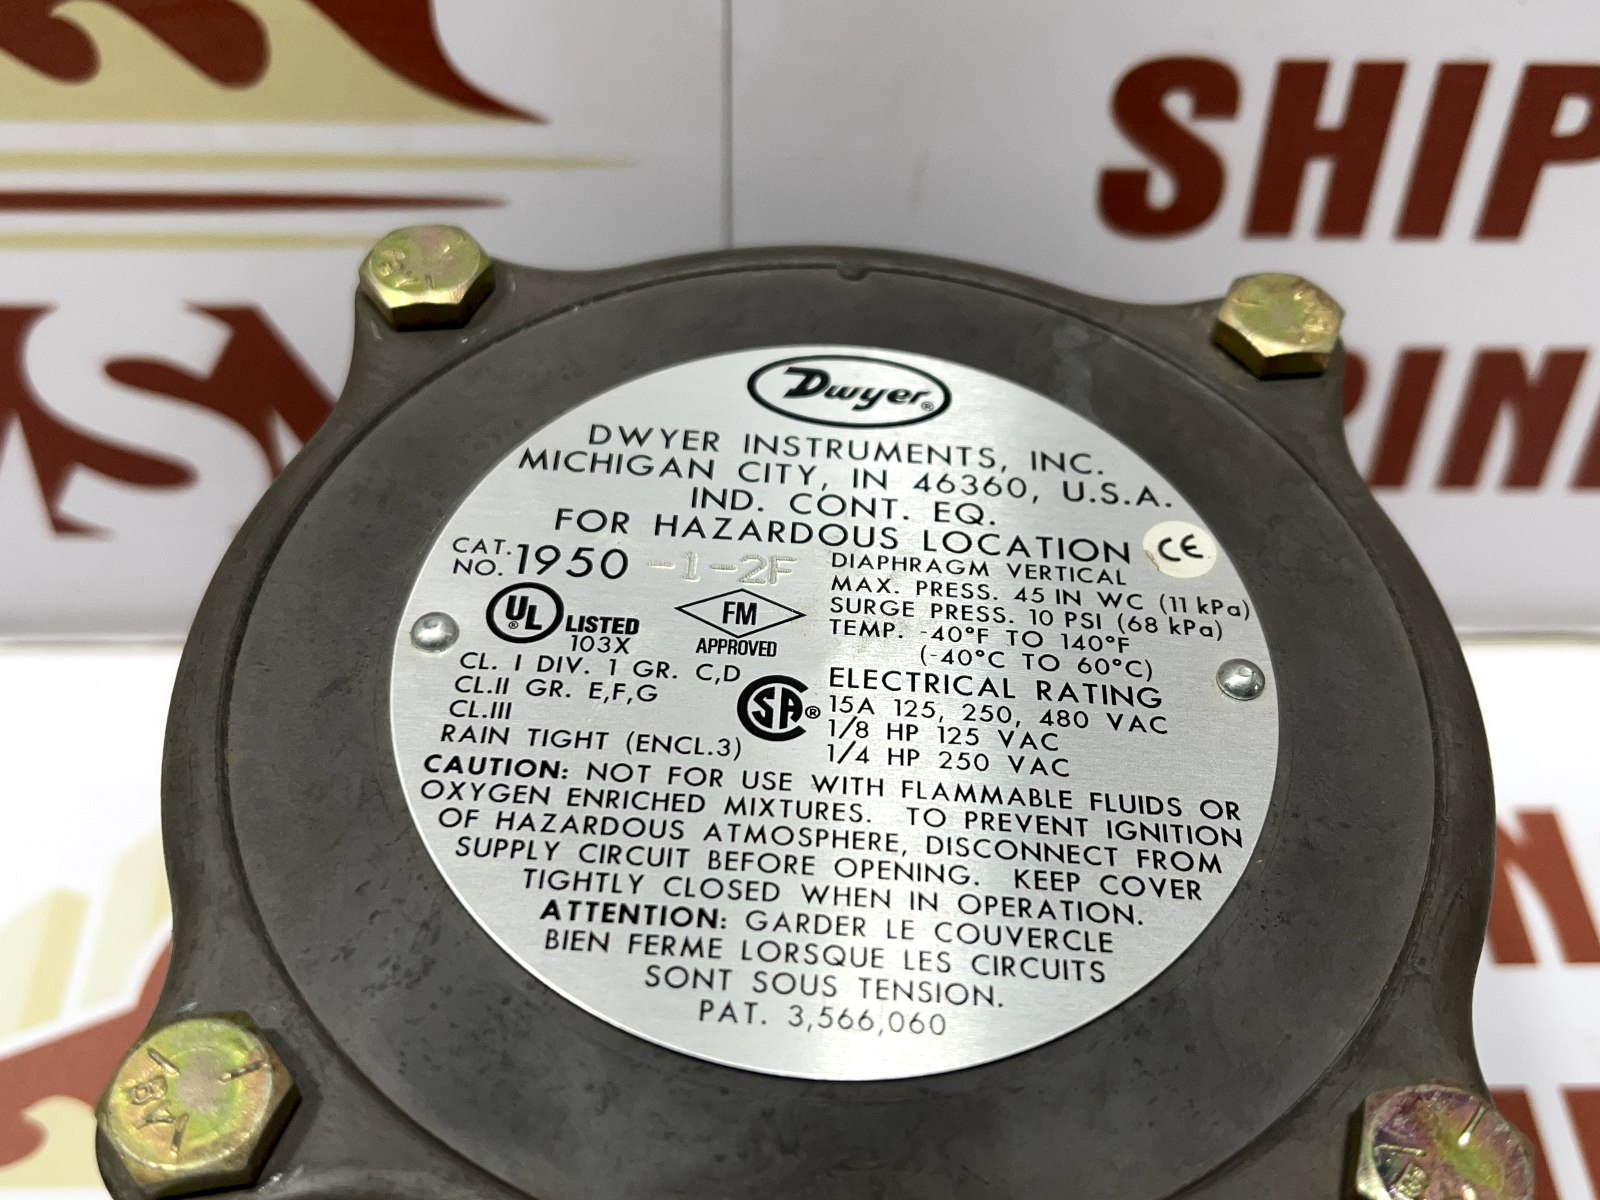 SHIP
PIN
Dwyer®
DWYER INSTRUMENTS, INC.
MICHIGAN CITY, IN 46360, U.S.A.
IND. CONT. EQ.
FOR HAZARDOUS LOCATION CE
CAT. NO. 1950 -1-2F
UL® LISTED
103X
FM
APPROVED
CL. I DIV. 1 GR. C,D
CL.II GR. E,F,G
CL.III
RAIN TIGHT (ENCL.3)
SA®
DIAPHRAGM VERTICAL
MAX. PRESS. 45 IN WC (11 kPa)
SURGE PRESS. 10 PSI (68 kPa)
TEMP. -40°F TO 140°F
(-40°C TO 60°C)
ELECTRICAL RATING
15A 125, 250, 480 VAC
1/8 HP 125 VAC
1/4 HP 250 VAC
CAUTION: NOT FOR USE WITH FLAMMABLE FLUIDS OR
OXYGEN ENRICHED MIXTURES. TO PREVENT IGNITION
OF HAZARDOUS ATMOSPHERE, DISCONNECT FROM
SUPPLY CIRCUIT BEFORE OPENING. KEEP COVER
TIGHTLY CLOSED WHEN IN OPERATION.
ATTENTION: GARDER LE COUVERCLE
BIEN FERME LORSQUE LES CIRCUITS
SONT SOUS TENSION.
PAT. 3,566,060